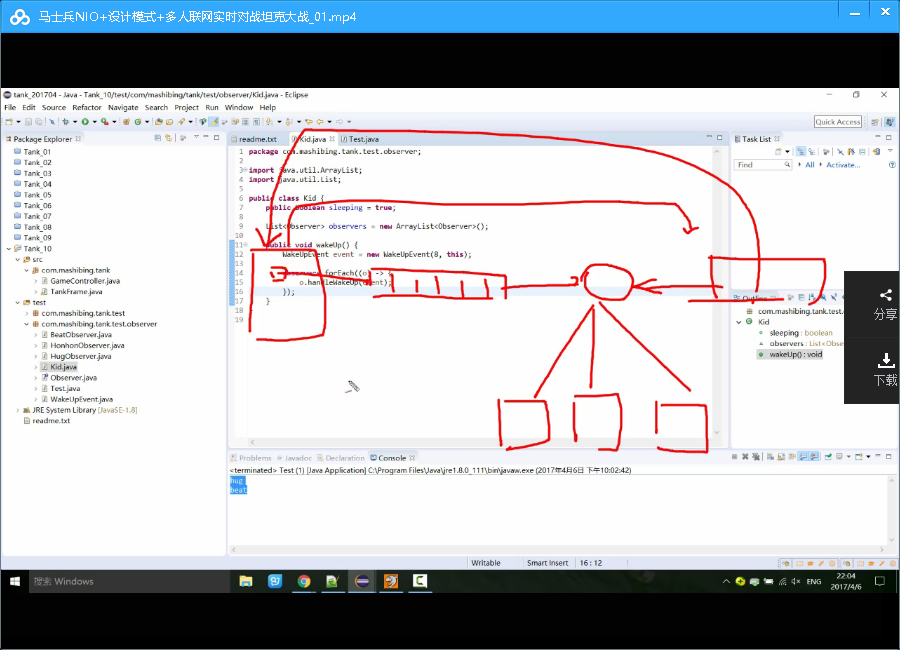 马士兵NIO+设计模式+多人联网实时对战坦克大战_01.mp4
tank_201704 - Java - Tank_10/test/com/mashibing/tank/test/observer/Kid.java - Eclipse
File Edit Source Refactor Navigate Search Project Run Window Help
Quick Access
Package Explorer
Tank_01
Tank_02
Tank_03
Tank_04
Tank_05
Tank_06
Tank_07
Tank_08
Tank_09
Tank_10
src
com.mashibing.tank
GameController.java
TankFrame.java
test
com.mashibing.tank.test
com.mashibing.tank.test.observer
BeatObserver.java
HonhonObserver.java
HugObserver.java
Kid.java
Observer.java
Test.java
WakeUpEvent.java
JRE System Library [JavaSE-1.8]
readme.txt
readme.txt Kid.java Test.java
1 package com.mashibing.tank.test.observer;
2
3 import java.util.ArrayList;
4 import java.util.List;
5
6 public class Kid {
7 public boolean sleeping = true;
8
9 List<Observer> observers = new ArrayList<Observer>();
10
11 public void wakeUp() {
12 WakeUpEvent event = new WakeUpEvent(8, this);
13
14 forEach((o) -> {
15 o.handleWakeUp(event);
16 });
17 }
18
19
Task List
Find All Activate...
Outline
com.mashibing.tank.test.
Kid
sleeping : boolean
observers : List<Obse
wakeUp() : void
分享
下载
Problems Javadoc Declaration Console
<terminated> Test (1) [Java Application] C:\Program Files\Java\jre1.8.0_111\bin\javaw.exe (2017年4月6日 下午10:02:42)
hug
beat
Writable Smart Insert 16 : 12
搜索 Windows
ENG
22:04
2017/4/6